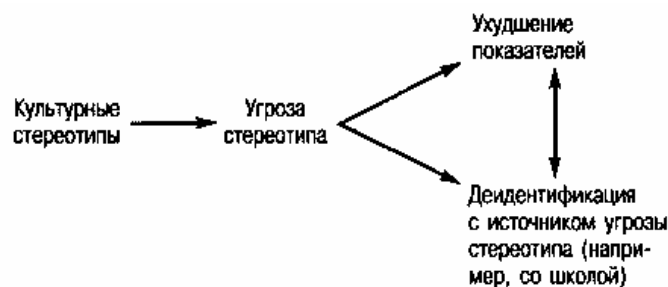 Культурные
стереотипы
Угроза
стереотипа
Ухудшение
показателей
Деидентификация
с источником угрозы
стереотипа (напри-
мер, со школой)